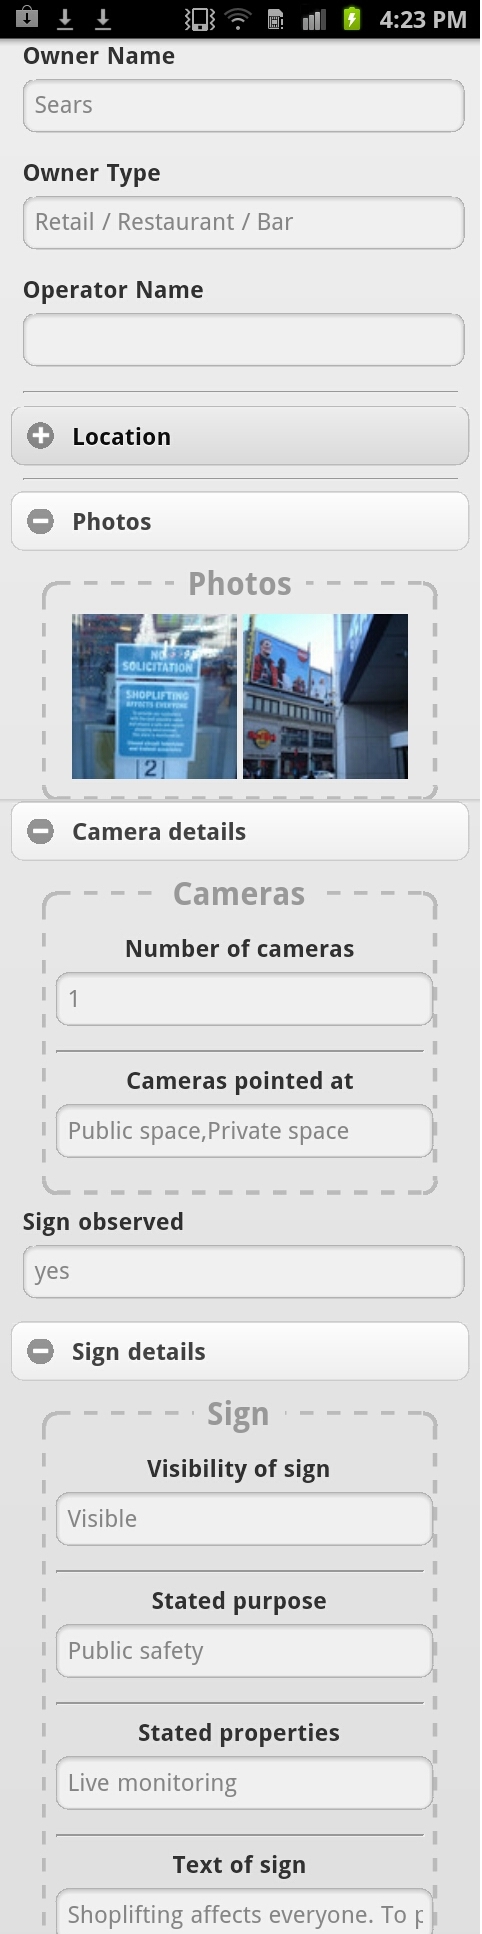 4:23 PM
Owner Name
Sears
Owner Type
Retail / Restaurant / Bar
Operator Name
Location
Photos
Photos
NO
SOLICITATION
SHOPLIFTING
AFFECTS EVERYONE
2
Camera details
Cameras
Number of cameras
1
Cameras pointed at
Public space,Private space
Sign observed
yes
Sign details
Sign
Visibility of sign
Visible
Stated purpose
Public safety
Stated properties
Live monitoring
Text of sign
Shoplifting affects everyone. To p